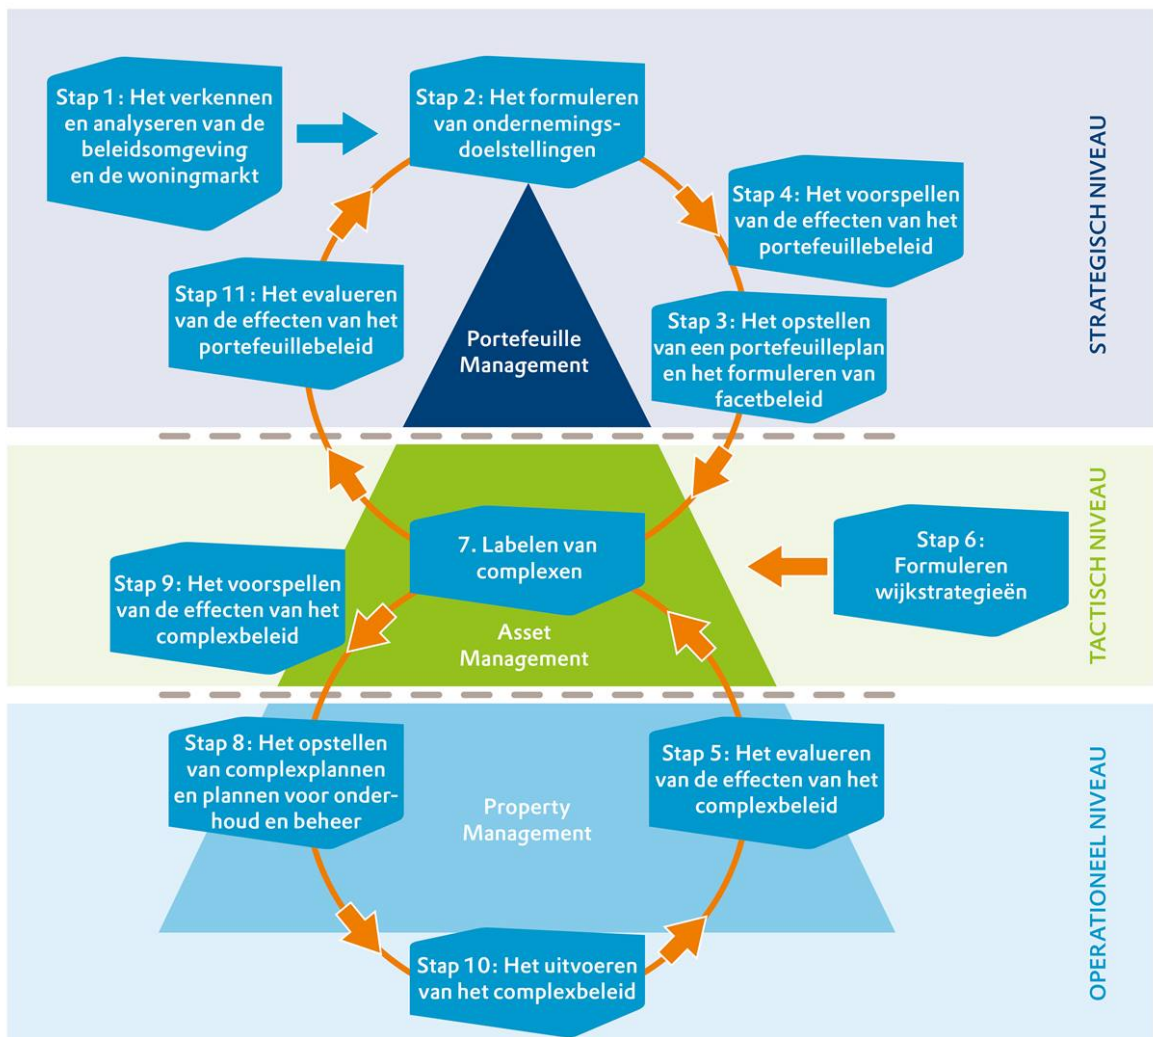 Stap 1: Het verkennen
en analyseren van de
beleidsomgeving
en de woningmarkt
Stap 2: Het formuleren
van ondernemings-
doelstellingen
Stap 4: Het voorspellen
van de effecten van het
portefeuillebeleid
Stap 11: Het evalueren
van de effecten van het
portefeuillebeleid
Portefeuille
Management
Stap 3: Het opstellen
van een portefeuilleplan
en het formuleren van
facetbeleid
STRATEGISCH NIVEAU
7. Labelen van
complexen
Stap 6:
Formuleren
wijkstrategieën
Stap 9: Het voorspellen
van de effecten van het
complexbeleid
Asset
Management
TACTISCH NIVEAU
Stap 8: Het opstellen
van complexplannen
en plannen voor onder-
houd en beheer
Property
Management
Stap 5: Het evalueren
van de effecten van het
complexbeleid
Stap 10: Het uitvoeren
van het complexbeleid
OPERATIONEEL NIVEAU